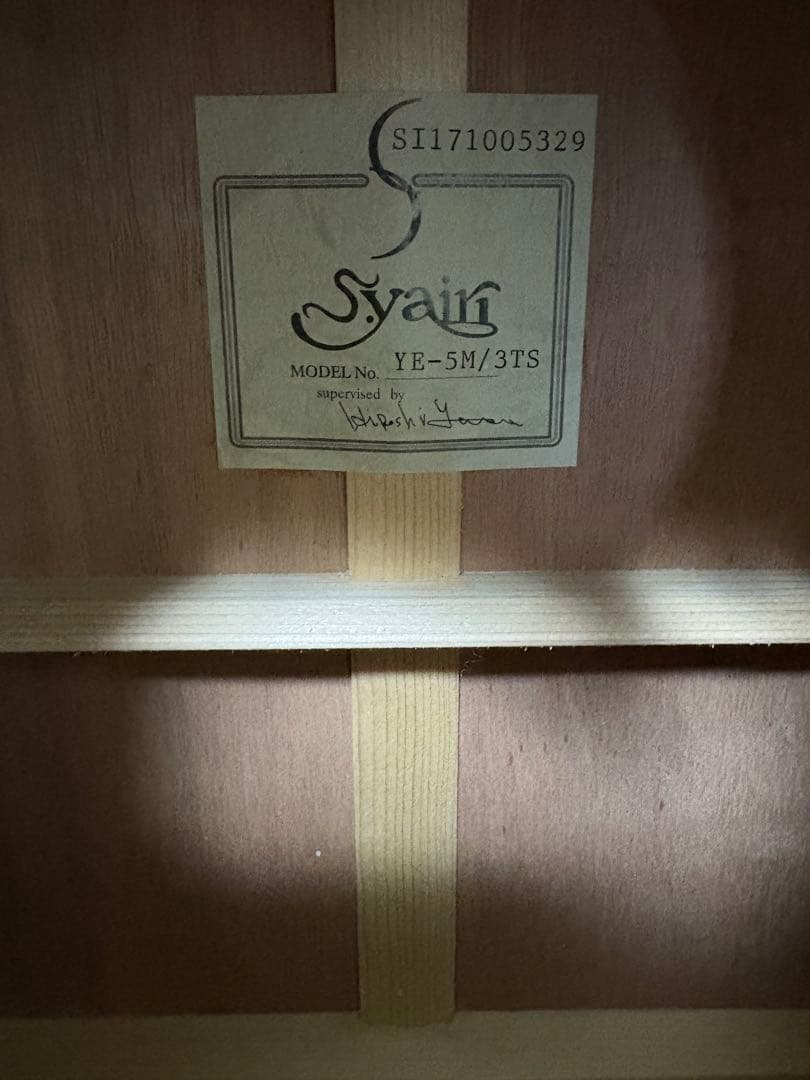 SI171005329
S.yairi
MODEL No. YE-5M/3TS
supervised by